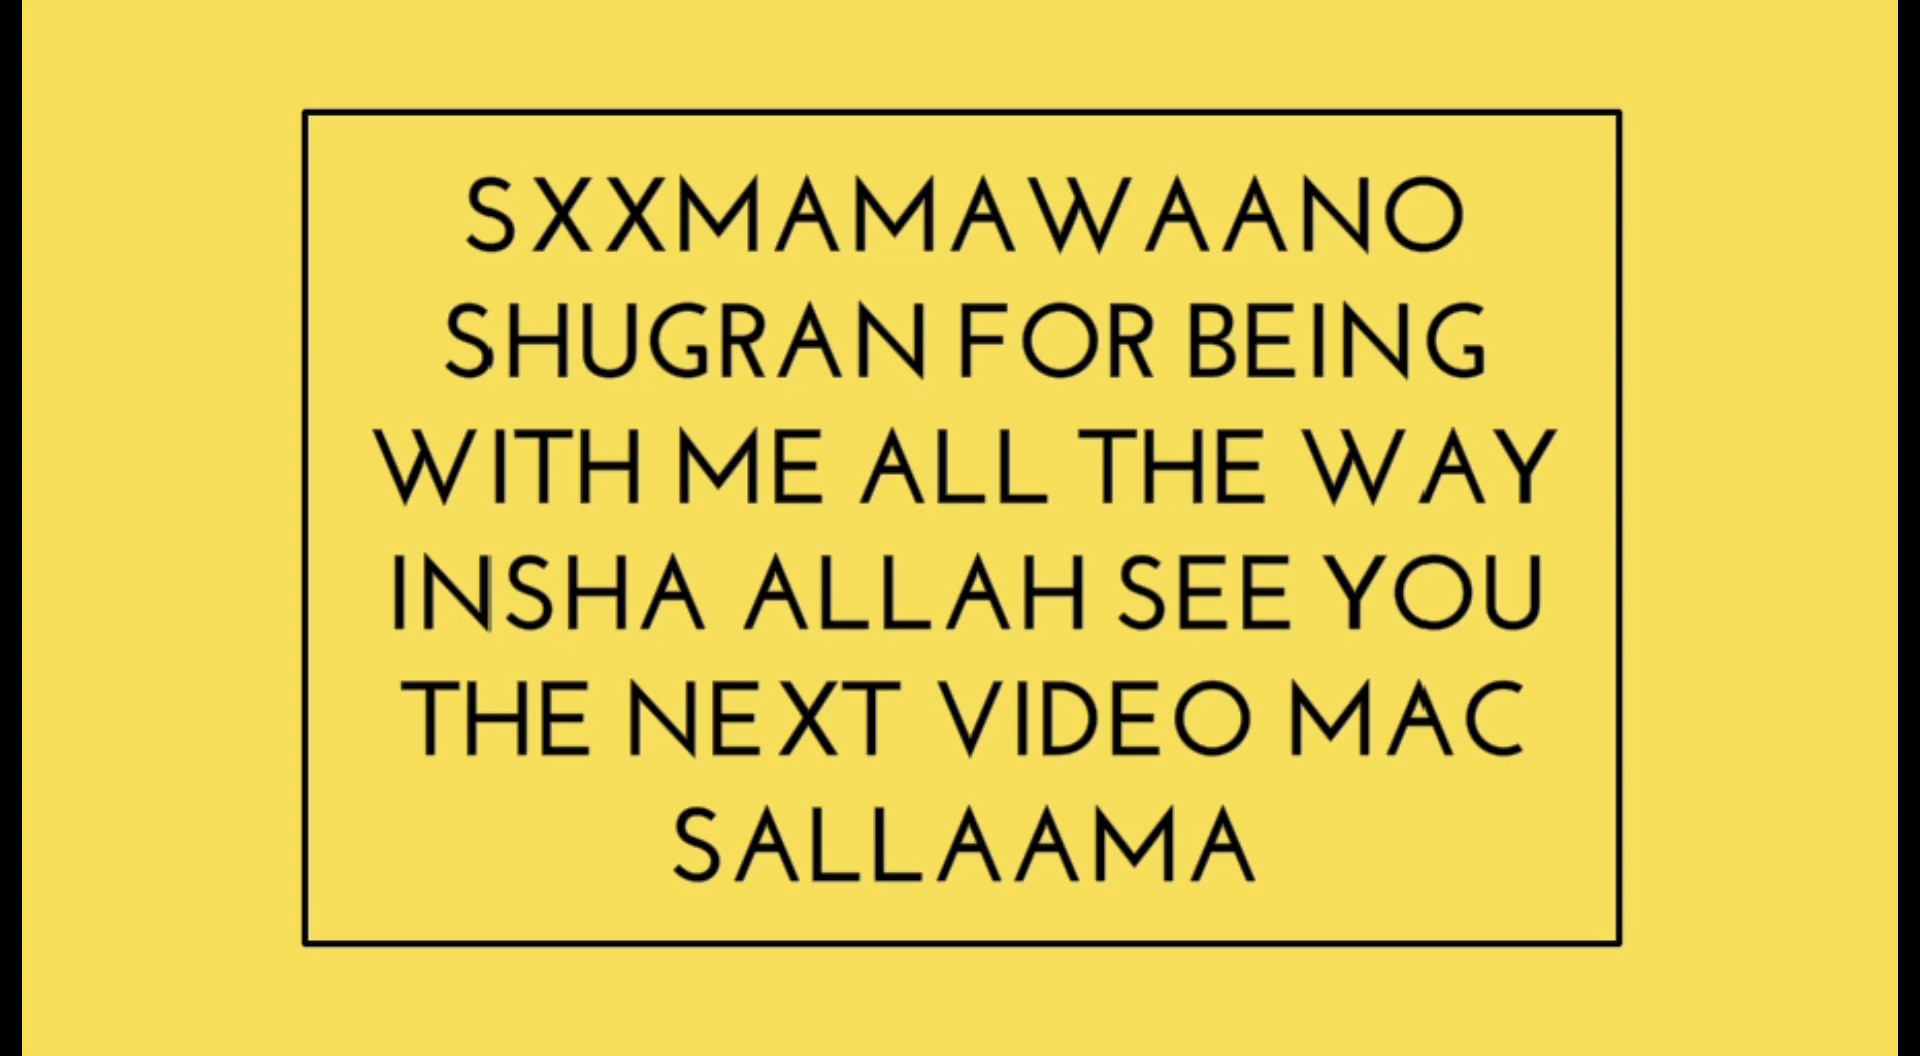 SXXMAMAWAANO
SHUGRAN FOR BEING
WITH ME ALL THE WAY
INSHA ALLAH SEE YOU
THE NEXT VIDEO MAC
SALLAAMA